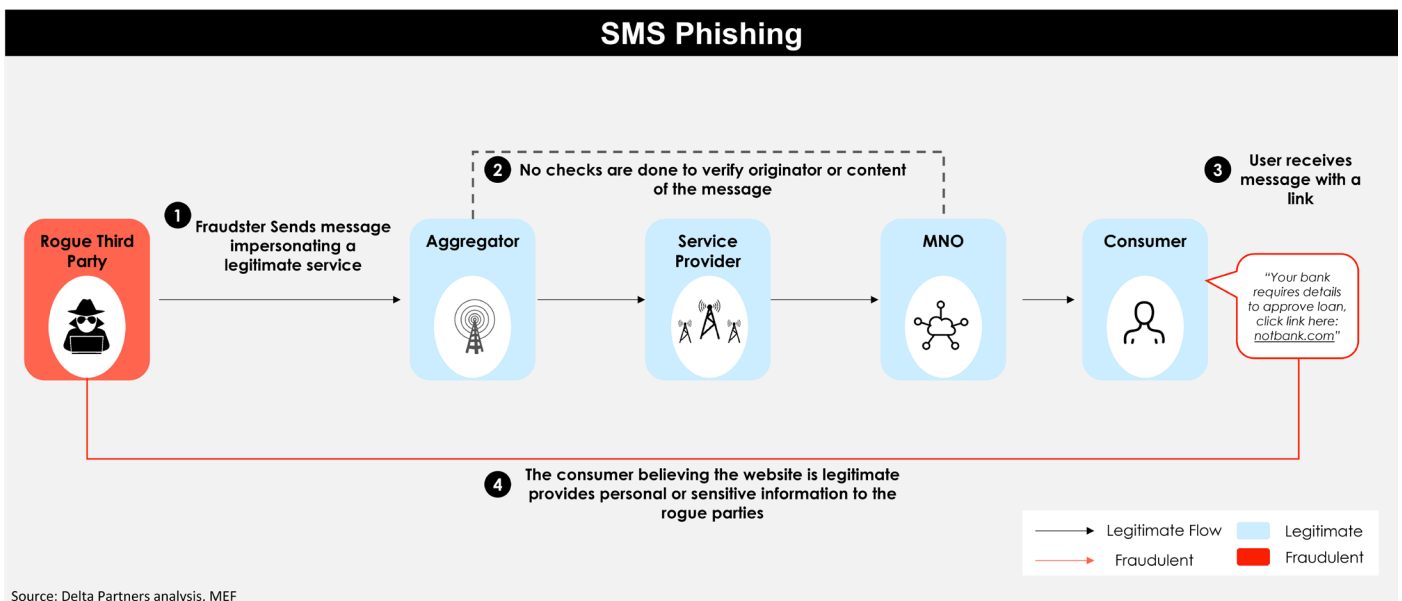 SMS Phishing
2 No checks are done to verify originator or content
of the message
3 User receives
message with a
link
1 Fraudster Sends message
impersonating a
legitimate service
Rogue Third
Party
Aggregator
Service
Provider
MNO
Consumer
“Your bank
requires details
to approve loan,
click link here:
notbank.com”
4 The consumer believing the website is legitimate
provides personal or sensitive information to the
rogue parties
Legitimate Flow
Legitimate
Fraudulent
Fraudulent
Source: Delta Partners analysis, MEF